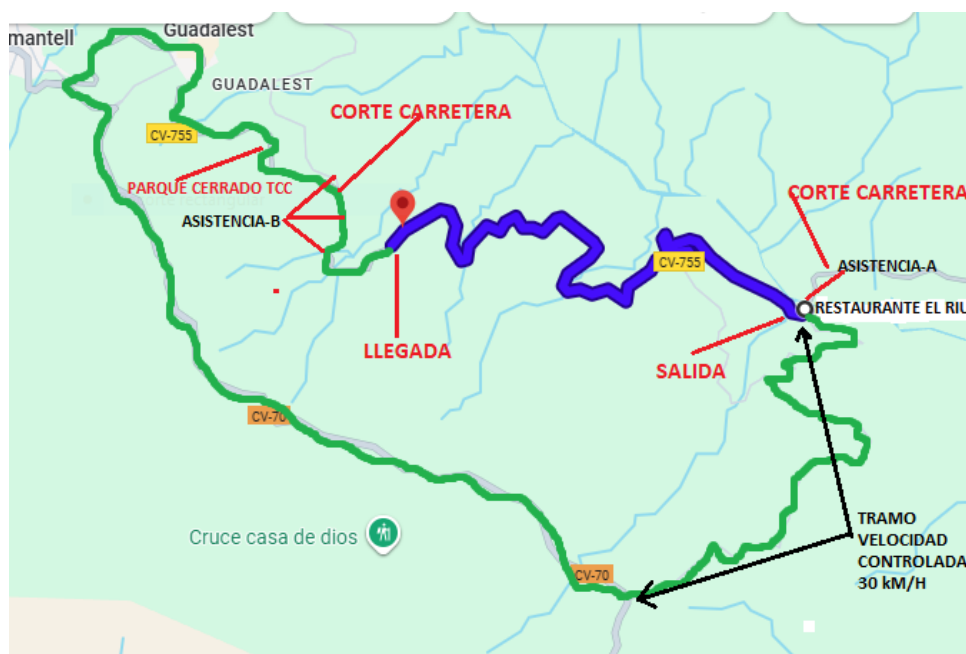 mantell
Guadalest
GUADALEST
CORTE CARRETERA
CV-755
PARQUE CERRADO TCC
ASISTENCIA-B
CORTE CARRETERA
CV-755
ASISTENCIA-A
RESTAURANTE EL RIU
LLEGADA
SALIDA
CV-70
Cruce casa de dios
TRAMO
VELOCIDAD
CONTROLADA
30 kM/H
CV-70